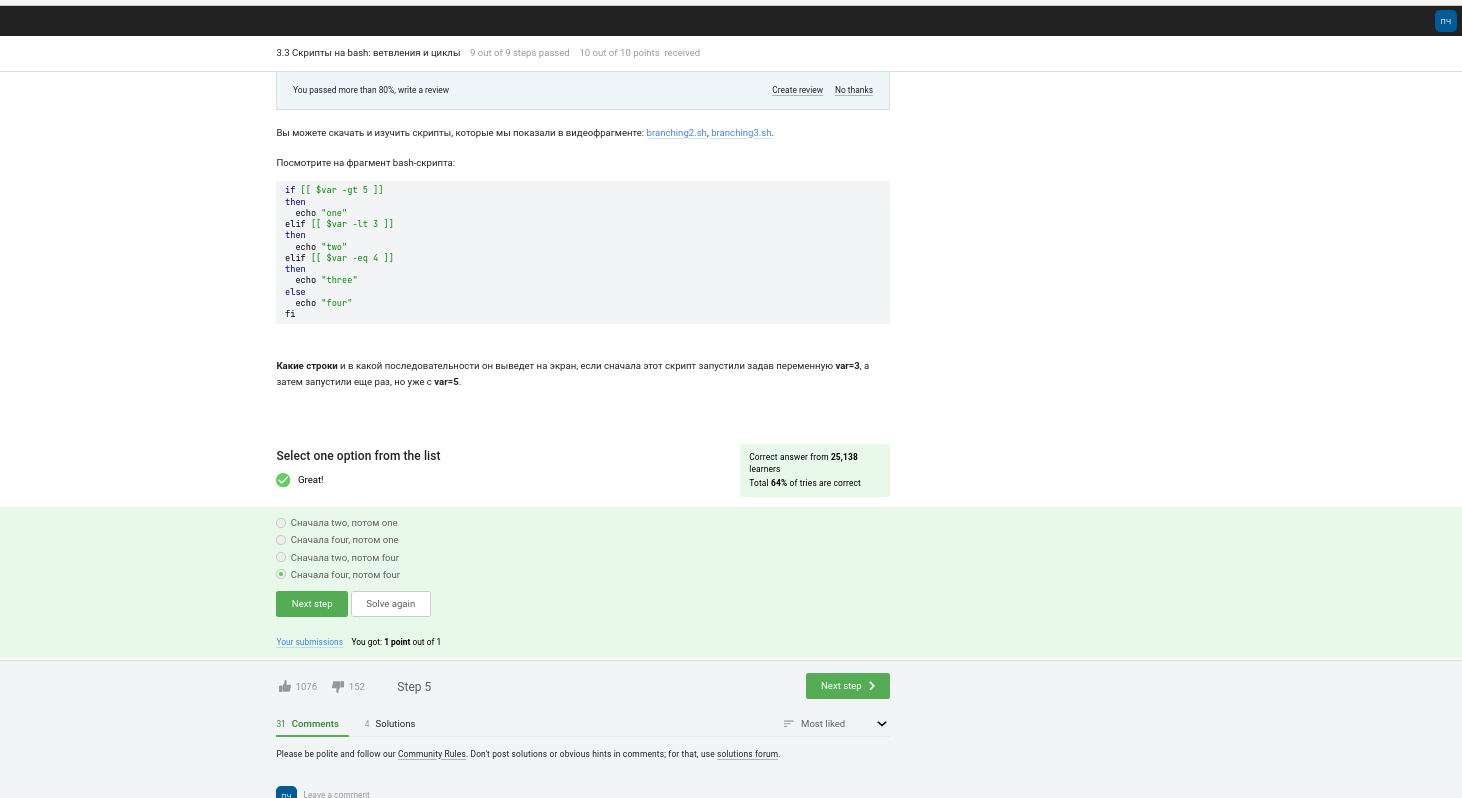 ПЧ
3.3 Скрипты на bash: ветвления и циклы 9 out of 9 steps passed 10 out of 10 points received
You passed more than 80%, write a review Create review No thanks
Вы можете скачать и изучить скрипты, которые мы показали в видеофрагменте: branching2.sh, branching3.sh.
Посмотрите на фрагмент bash-скрипта:
if [[ $var -gt 5 ]]
then
  echo "one"
elif [[ $var -lt 3 ]]
then
  echo "two"
elif [[ $var -eq 4 ]]
then
  echo "three"
else
  echo "four"
fi
Какие строки и в какой последовательности он выведет на экран, если сначала этот скрипт запустили задав переменную var=3, а
затем запустили еще раз, но уже с var=5.
Select one option from the list
Correct answer from 25,138
learners
Total 64% of tries are correct
Great!
Сначала two, потом one
Сначала four, потом one
Сначала two, потом four
Сначала four, потом four
Next step Solve again
Your submissions You got: 1 point out of 1
1076 152 Step 5 Next step
31 Comments 4 Solutions Most liked
Please be polite and follow our Community Rules. Don't post solutions or obvious hints in comments; for that, use solutions forum.
ПЧ Leave a comment